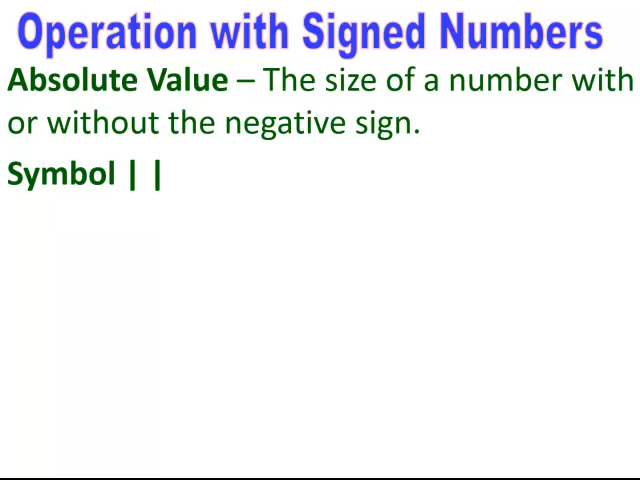 Operation with Signed Numbers
Absolute Value – The size of a number with
or without the negative sign.
Symbol | |